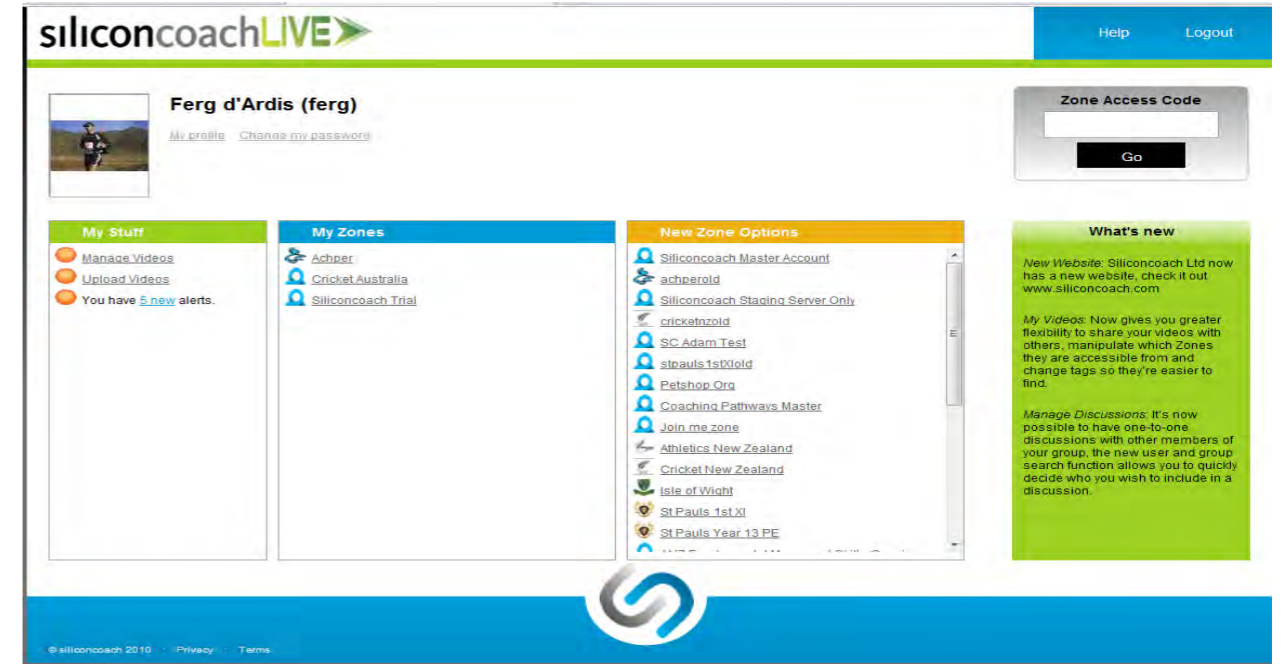 siliconcoachLIVE
Help Logout
Ferg d'Ardis (ferg)
My profile Change my password
Zone Access Code
Go
My Stuff
Manage Videos
Upload Videos
You have 5 new alerts.
My Zones
Achper
Cricket Australia
Siliconcoach Trial
New Zone Options
Siliconcoach Master Account
achperold
Siliconcoach Staging Server Only
cricketnzold
SC Adam Test
stpauls1stXIold
Petshop Org
Coaching Pathways Master
Join me zone
Athletics New Zealand
Cricket New Zealand
Isle of Wight
St Pauls 1st XI
St Pauls Year 13 PE
What's new
New Website: Siliconcoach Ltd now
has a new website, check it out
www.siliconcoach.com
My Videos: Now gives you greater
flexibility to share your videos with
others, manipulate which Zones
they are accessible from and
change tags so they're easier to
find.
Manage Discussions: It's now
possible to have one-to-one
discussions with other members of
your group, the new user and group
search function allows you to quickly
decide who you wish to include in a
discussion.
© siliconcoach 2010 · Privacy · Terms